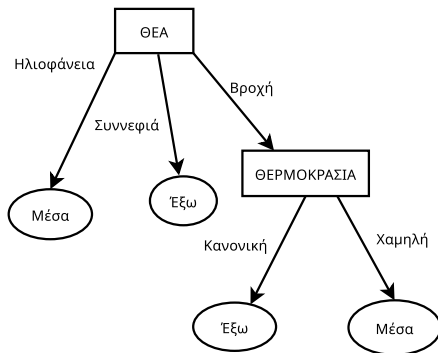 ΘΕΑ
Ηλιοφάνεια
Βροχή
Συννεφιά
ΘΕΡΜΟΚΡΑΣΙΑ
Μέσα
Έξω
Κανονική
Χαμηλή
Έξω
Μέσα